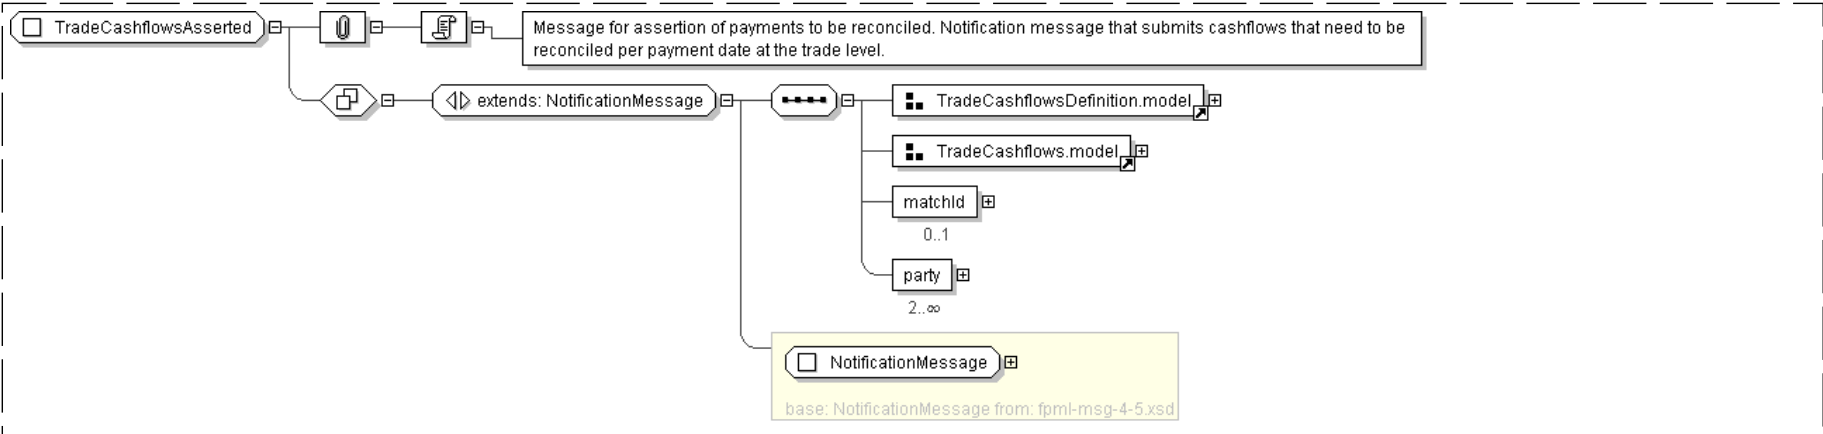 TradeCashflowsAsserted
Message for assertion of payments to be reconciled. Notification message that submits cashflows that need to be
reconciled per payment date at the trade level.
extends: NotificationMessage
TradeCashflowsDefinition.model
TradeCashflows.model
matchId
0..1
party
2..∞
NotificationMessage
base: NotificationMessage from: fpml-msg-4-5.xsd